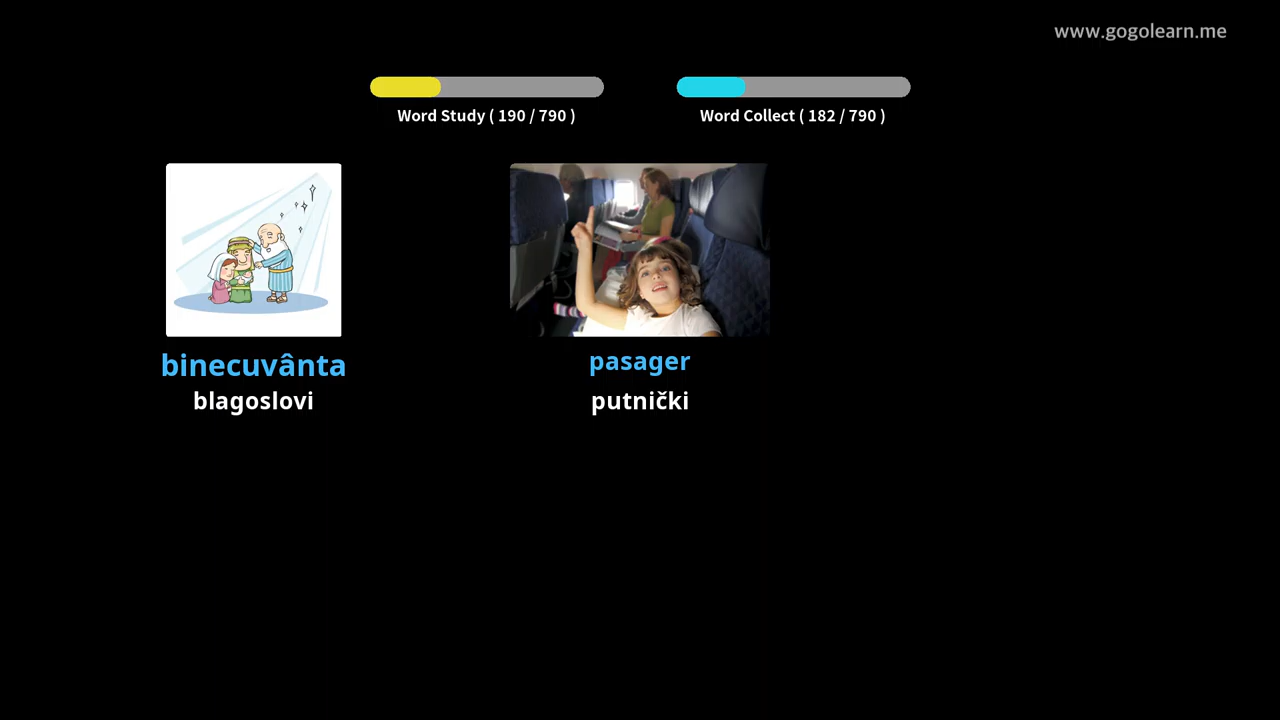 www.gogolearn.me
Word Study ( 190 / 790 )
Word Collect ( 182 / 790 )
binecuvânta
pasager
blagoslovi
putnički